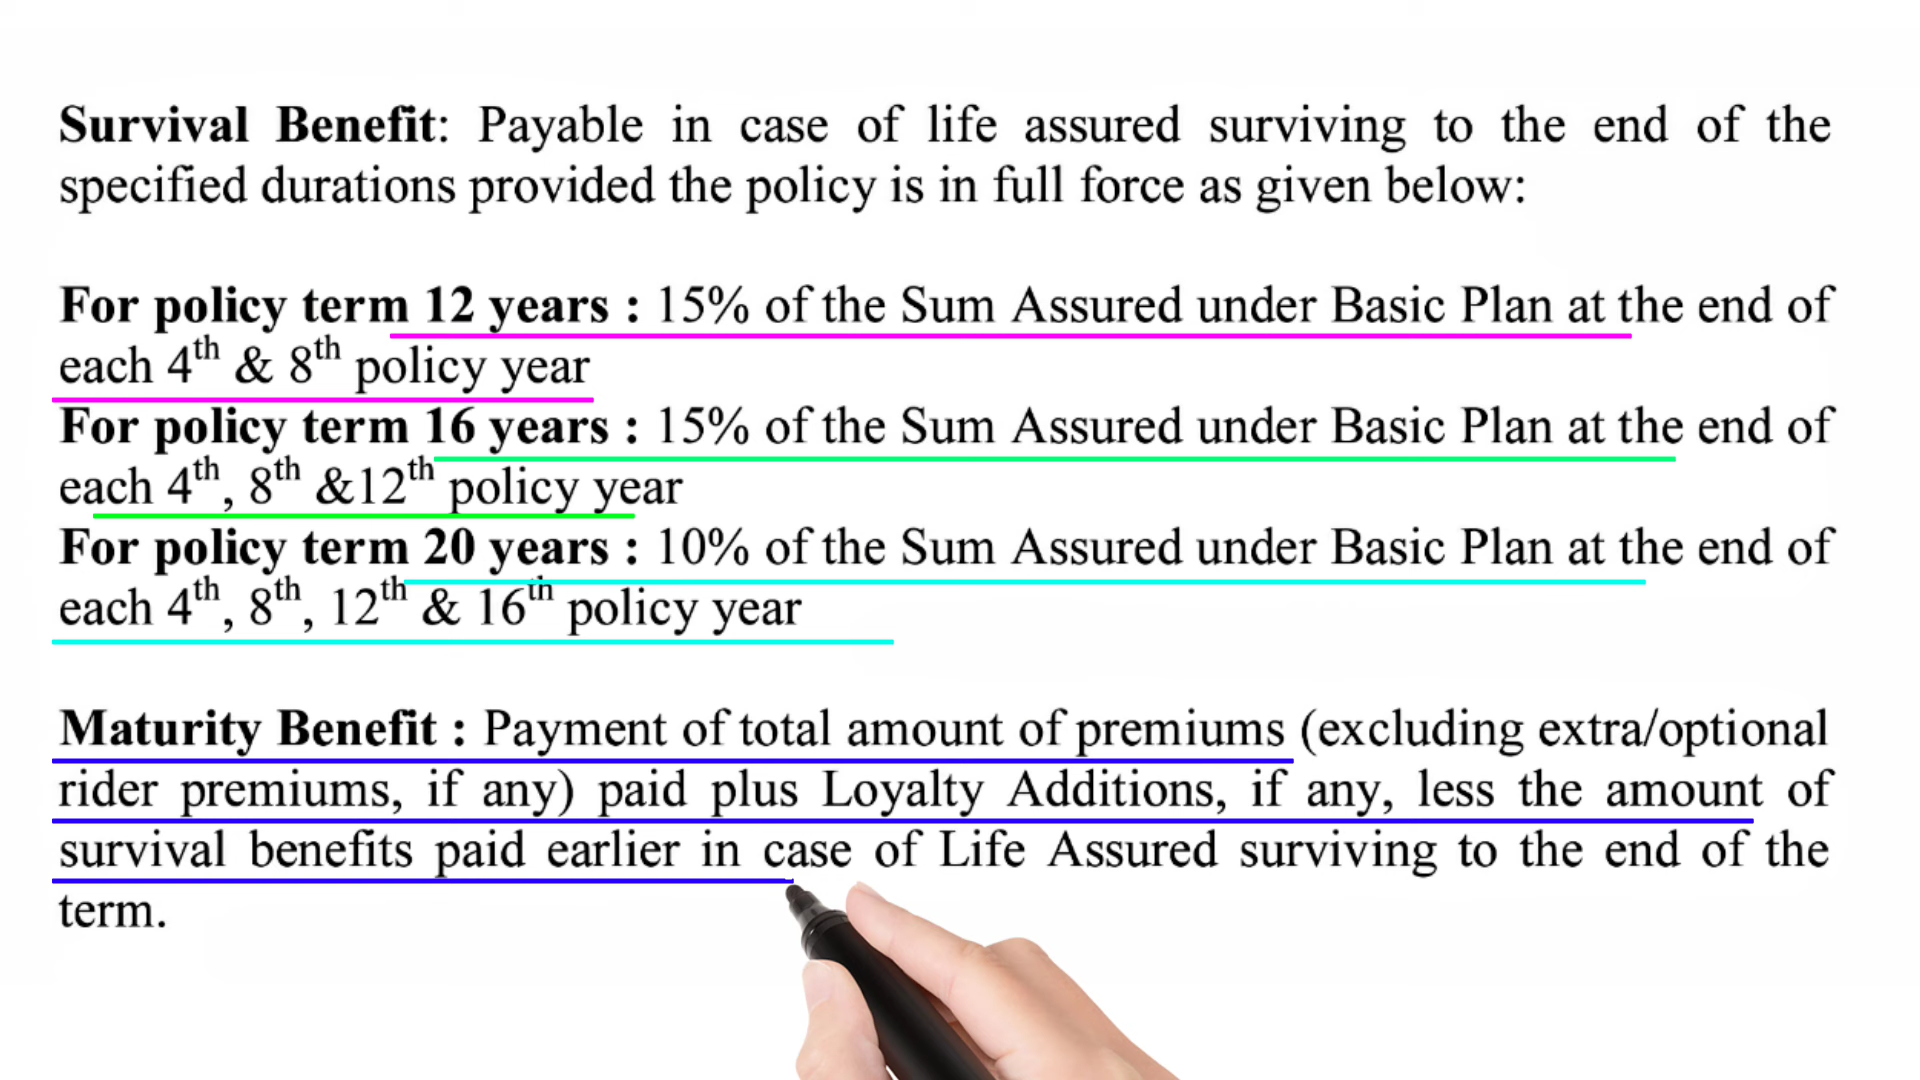 Survival Benefit: Payable in case of life assured surviving to the end of the
specified durations provided the policy is in full force as given below:
For policy term 12 years : 15% of the Sum Assured under Basic Plan at the end of
each 4th & 8th policy year
For policy term 16 years : 15% of the Sum Assured under Basic Plan at the end of
each 4th, 8th &12th policy year
For policy term 20 years : 10% of the Sum Assured under Basic Plan at the end of
each 4th, 8th, 12th & 16th policy year
Maturity Benefit : Payment of total amount of premiums (excluding extra/optional
rider premiums, if any) paid plus Loyalty Additions, if any, less the amount of
survival benefits paid earlier in case of Life Assured surviving to the end of the
term.